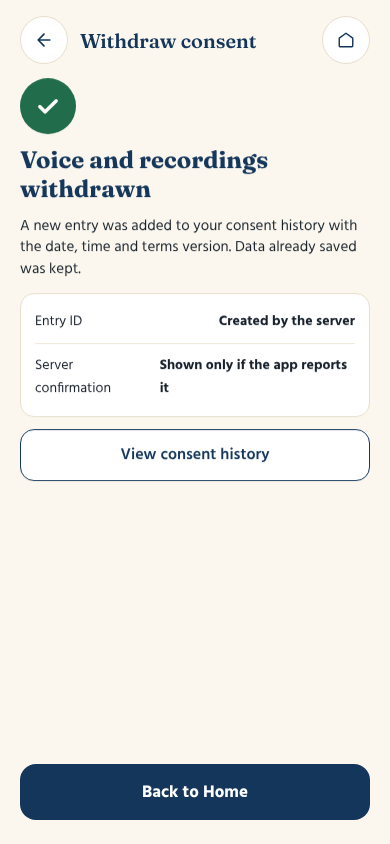 Withdraw consent
Voice and recordings
withdrawn
A new entry was added to your consent history with
the date, time and terms version. Data already saved
was kept.
Entry ID
Created by the server
Server
confirmation
Shown only if the app reports
it
View consent history
Back to Home